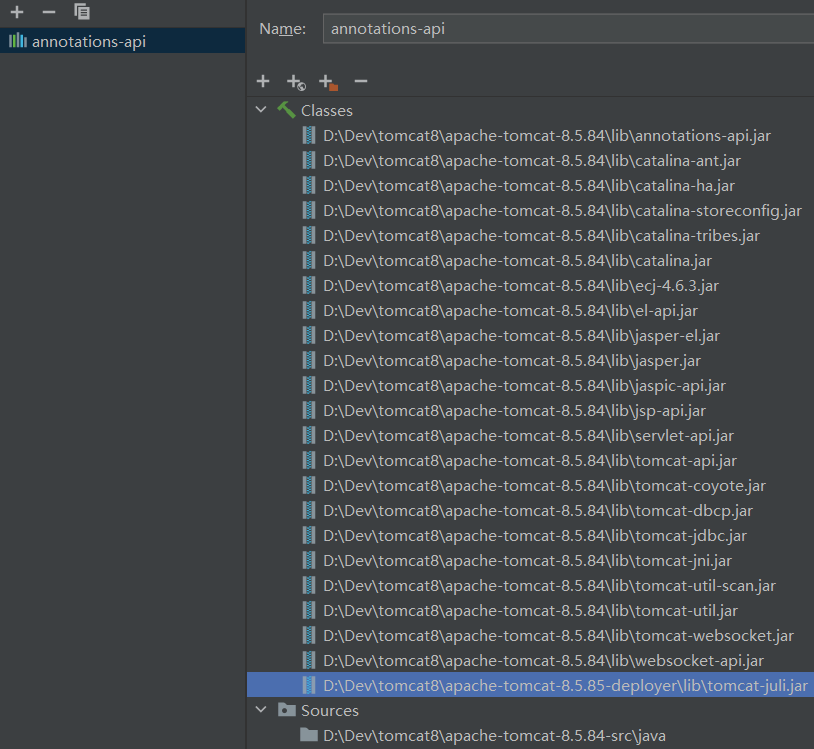 annotations-api
Name: annotations-api
Classes
D:\Dev\tomcat8\apache-tomcat-8.5.84\lib\annotations-api.jar
D:\Dev\tomcat8\apache-tomcat-8.5.84\lib\catalina-ant.jar
D:\Dev\tomcat8\apache-tomcat-8.5.84\lib\catalina-ha.jar
D:\Dev\tomcat8\apache-tomcat-8.5.84\lib\catalina-storeconfig.jar
D:\Dev\tomcat8\apache-tomcat-8.5.84\lib\catalina-tribes.jar
D:\Dev\tomcat8\apache-tomcat-8.5.84\lib\catalina.jar
D:\Dev\tomcat8\apache-tomcat-8.5.84\lib\ecj-4.6.3.jar
D:\Dev\tomcat8\apache-tomcat-8.5.84\lib\el-api.jar
D:\Dev\tomcat8\apache-tomcat-8.5.84\lib\jasper-el.jar
D:\Dev\tomcat8\apache-tomcat-8.5.84\lib\jasper.jar
D:\Dev\tomcat8\apache-tomcat-8.5.84\lib\jaspic-api.jar
D:\Dev\tomcat8\apache-tomcat-8.5.84\lib\jsp-api.jar
D:\Dev\tomcat8\apache-tomcat-8.5.84\lib\servlet-api.jar
D:\Dev\tomcat8\apache-tomcat-8.5.84\lib\tomcat-api.jar
D:\Dev\tomcat8\apache-tomcat-8.5.84\lib\tomcat-coyote.jar
D:\Dev\tomcat8\apache-tomcat-8.5.84\lib\tomcat-dbcp.jar
D:\Dev\tomcat8\apache-tomcat-8.5.84\lib\tomcat-jdbc.jar
D:\Dev\tomcat8\apache-tomcat-8.5.84\lib\tomcat-jni.jar
D:\Dev\tomcat8\apache-tomcat-8.5.84\lib\tomcat-util-scan.jar
D:\Dev\tomcat8\apache-tomcat-8.5.84\lib\tomcat-util.jar
D:\Dev\tomcat8\apache-tomcat-8.5.84\lib\tomcat-websocket.jar
D:\Dev\tomcat8\apache-tomcat-8.5.84\lib\websocket-api.jar
D:\Dev\tomcat8\apache-tomcat-8.5.85-deployer\lib\tomcat-juli.jar
Sources
D:\Dev\tomcat8\apache-tomcat-8.5.84-src\java